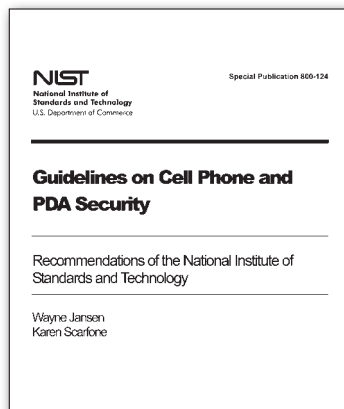 NIST
National Institute of
Standards and Technology
U.S. Department of Commerce
Special Publication 800-124
Guidelines on Cell Phone and
PDA Security
Recommendations of the National Institute of
Standards and Technology
Wayne Jansen
Karen Scarfone